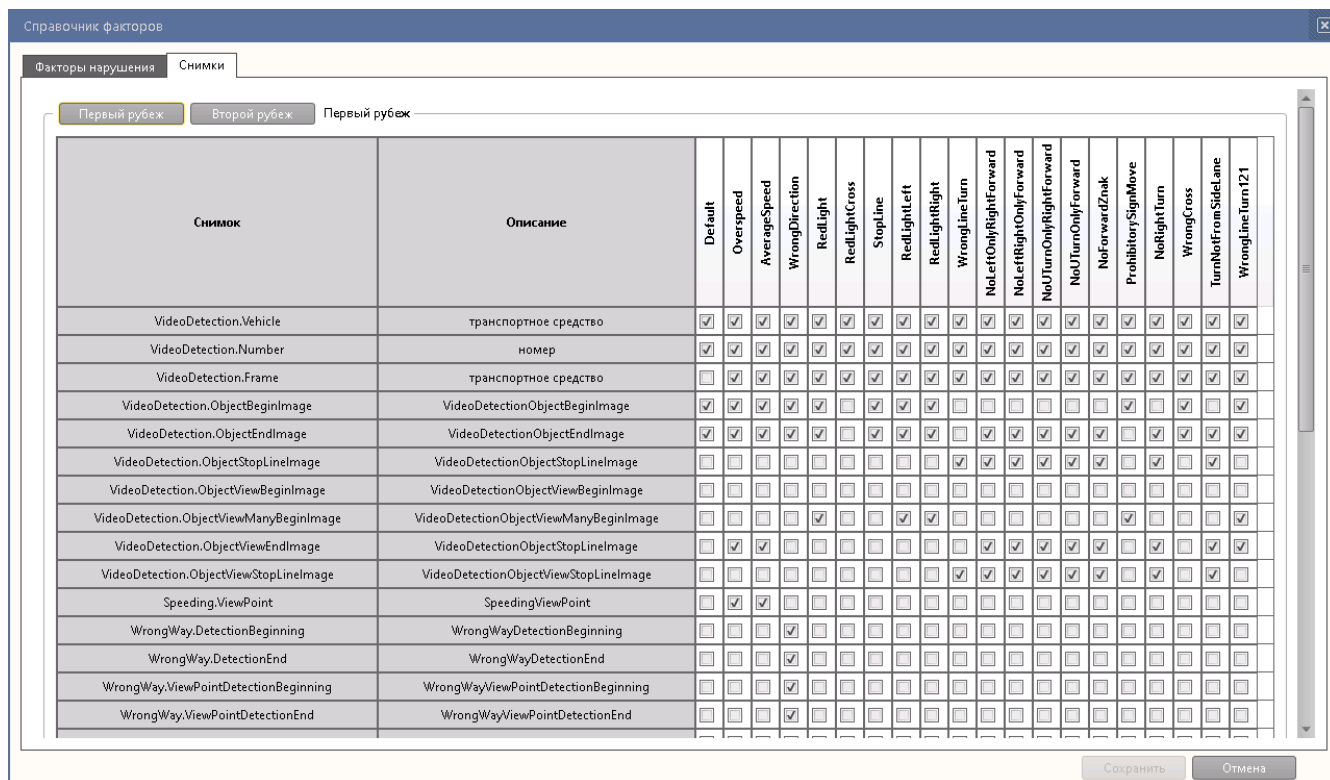 Справочник факторов
Факторы нарушения Снимки
Первый рубеж Второй рубеж Первый рубеж
Снимок Описание Default Overspeed AverageSpeed WrongDirection RedLight RedLightCross StopLine RedLightLeft RedLightRight WrongLineTurn NoLeftOnlyRightForward NoLeftRightOnlyForward NoUTurnOnlyRightForward NoUTurnOnlyForward NoForwardZnak ProhibitorySignMove NoRightTurn WrongCross TurnNotFromSideLane WrongLineTurn121
VideoDetection.Vehicle транспортное средство
VideoDetection.Number номер
VideoDetection.Frame транспортное средство
VideoDetection.ObjectBeginImage VideoDetectionObjectBeginImage
VideoDetection.ObjectEndImage VideoDetectionObjectEndImage
VideoDetection.ObjectStopLineImage VideoDetectionObjectStopLineImage
VideoDetection.ObjectViewBeginImage VideoDetectionObjectViewBeginImage
VideoDetection.ObjectViewManyBeginImage VideoDetectionObjectViewManyBeginImage
VideoDetection.ObjectViewEndImage VideoDetectionObjectStopLineImage
VideoDetection.ObjectViewStopLineImage VideoDetectionObjectViewStopLineImage
Speeding.ViewPoint SpeedingViewPoint
WrongWay.DetectionBeginning WrongWayDetectionBeginning
WrongWay.DetectionEnd WrongWayDetectionEnd
WrongWay.ViewPointDetectionBeginning WrongWayViewPointDetectionBeginning
WrongWay.ViewPointDetectionEnd WrongWayViewPointDetectionEnd
Сохранить Отмена